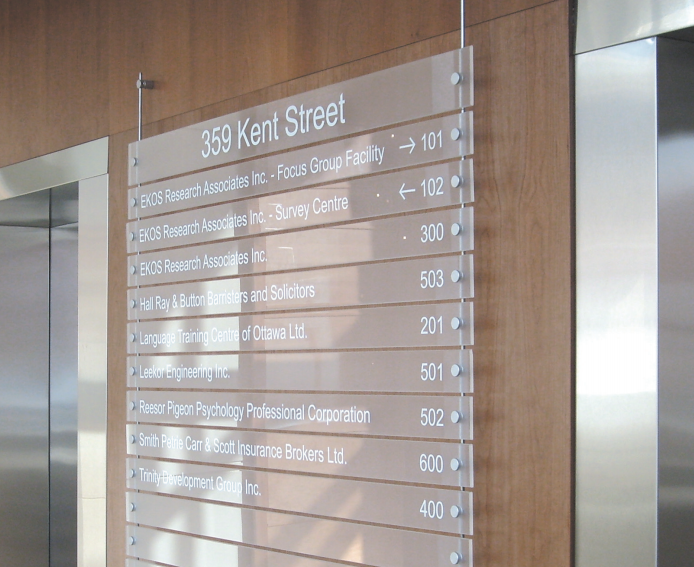 359 Kent Street
EKOS Research Associates Inc. - Focus Group Facility → 101
EKOS Research Associates Inc. - Survey Centre ← 102
EKOS Research Associates Inc. 300
Hall Ray & Button Barristers and Solicitors 503
Language Training Centre of Ottawa Ltd. 201
Leekor Engineering Inc. 501
Reesor Pigeon Psychology Professional Corporation 502
Smith Petrie Carr & Scott Insurance Brokers Ltd. 600
Trinity Development Group Inc. 400